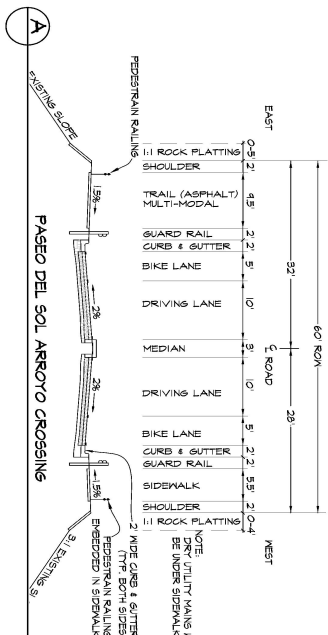 A
PASEO DEL SOL ARROYO CROSSING
60' ROW
32'
28'
C L ROAD
EAST
WEST
0-5'
2'
9.5'
2'
2'
5'
10'
3'
10'
5'
2'
2'
5.5'
2'
0-4'
1:1 ROCK PLATTING
SHOULDER
TRAIL (ASPHALT)
MULTI-MODAL
GUARD RAIL
CURB & GUTTER
BIKE LANE
DRIVING LANE
MEDIAN
DRIVING LANE
BIKE LANE
CURB & GUTTER
GUARD RAIL
SIDEWALK
SHOULDER
1:1 ROCK PLATTING
NOTE:
DRY UTILITY MAINS
BE UNDER SIDEWALK
PEDESTRAIN RAILING
EXISTING SLOPE
1.5%
2%
2%
1.5%
2' WIDE CURB & GUTTER
(TYP. BOTH SIDES
PEDESTRAIN RAILING
EMBEDDED IN SIDEWALK
3:1 EXISTING